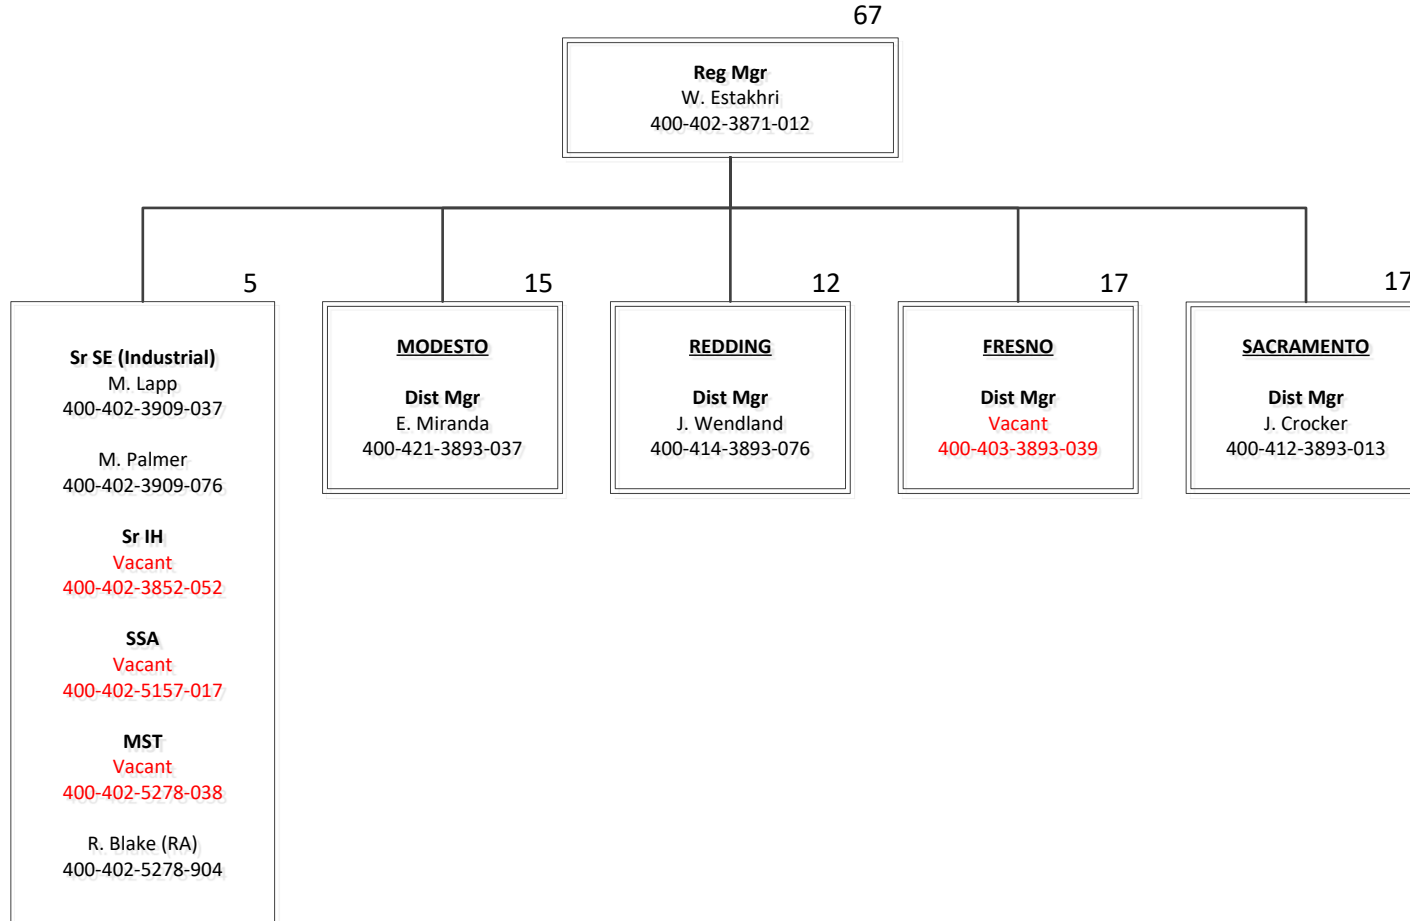 67
Reg Mgr
W. Estakhri
400-402-3871-012
5
Sr SE (Industrial)
M. Lapp
400-402-3909-037
M. Palmer
400-402-3909-076
Sr IH
Vacant
400-402-3852-052
SSA
Vacant
400-402-5157-017
MST
Vacant
400-402-5278-038
R. Blake (RA)
400-402-5278-904
15
MODESTO
Dist Mgr
E. Miranda
400-421-3893-037
12
REDDING
Dist Mgr
J. Wendland
400-414-3893-076
17
FRESNO
Dist Mgr
Vacant
400-403-3893-039
17
SACRAMENTO
Dist Mgr
J. Crocker
400-412-3893-013